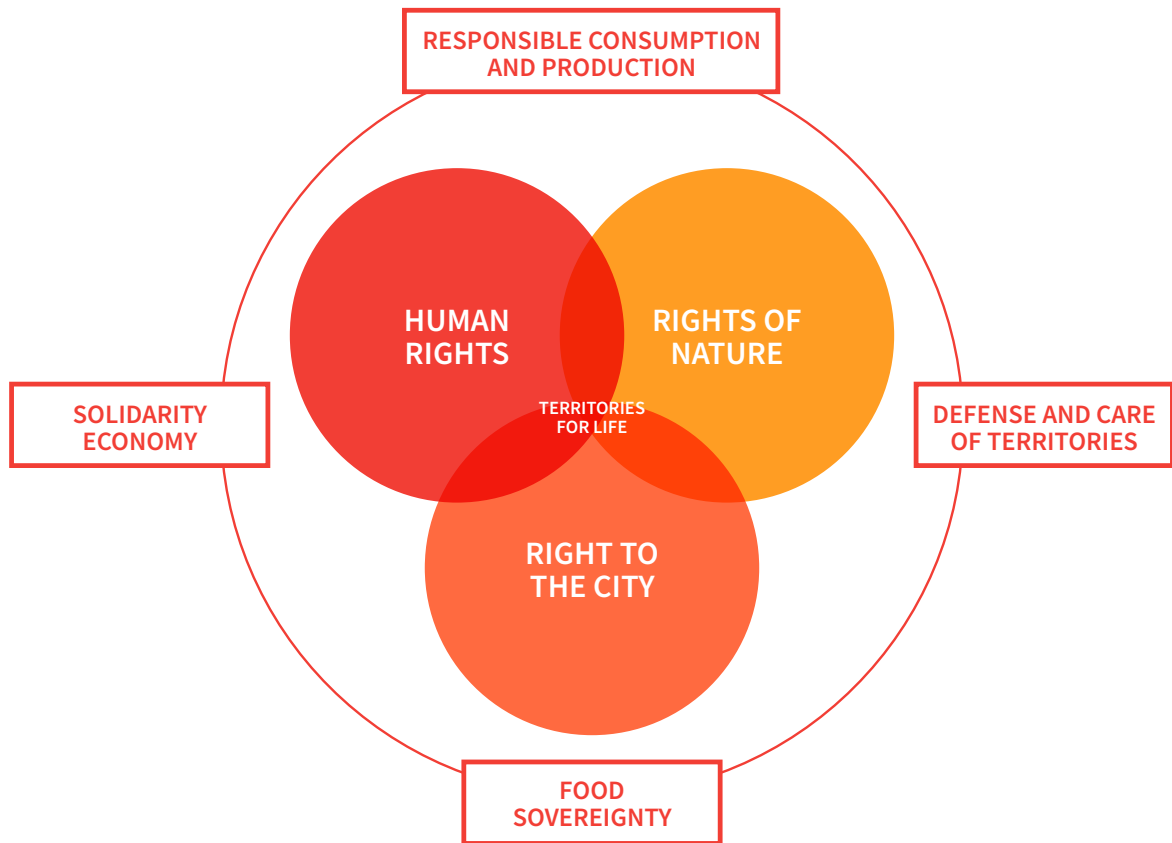 RESPONSIBLE CONSUMPTION
AND PRODUCTION
HUMAN
RIGHTS
RIGHTS OF
NATURE
TERRITORIES
FOR LIFE
SOLIDARITY
ECONOMY
DEFENSE AND CARE
OF TERRITORIES
RIGHT TO
THE CITY
FOOD
SOVEREIGNTY